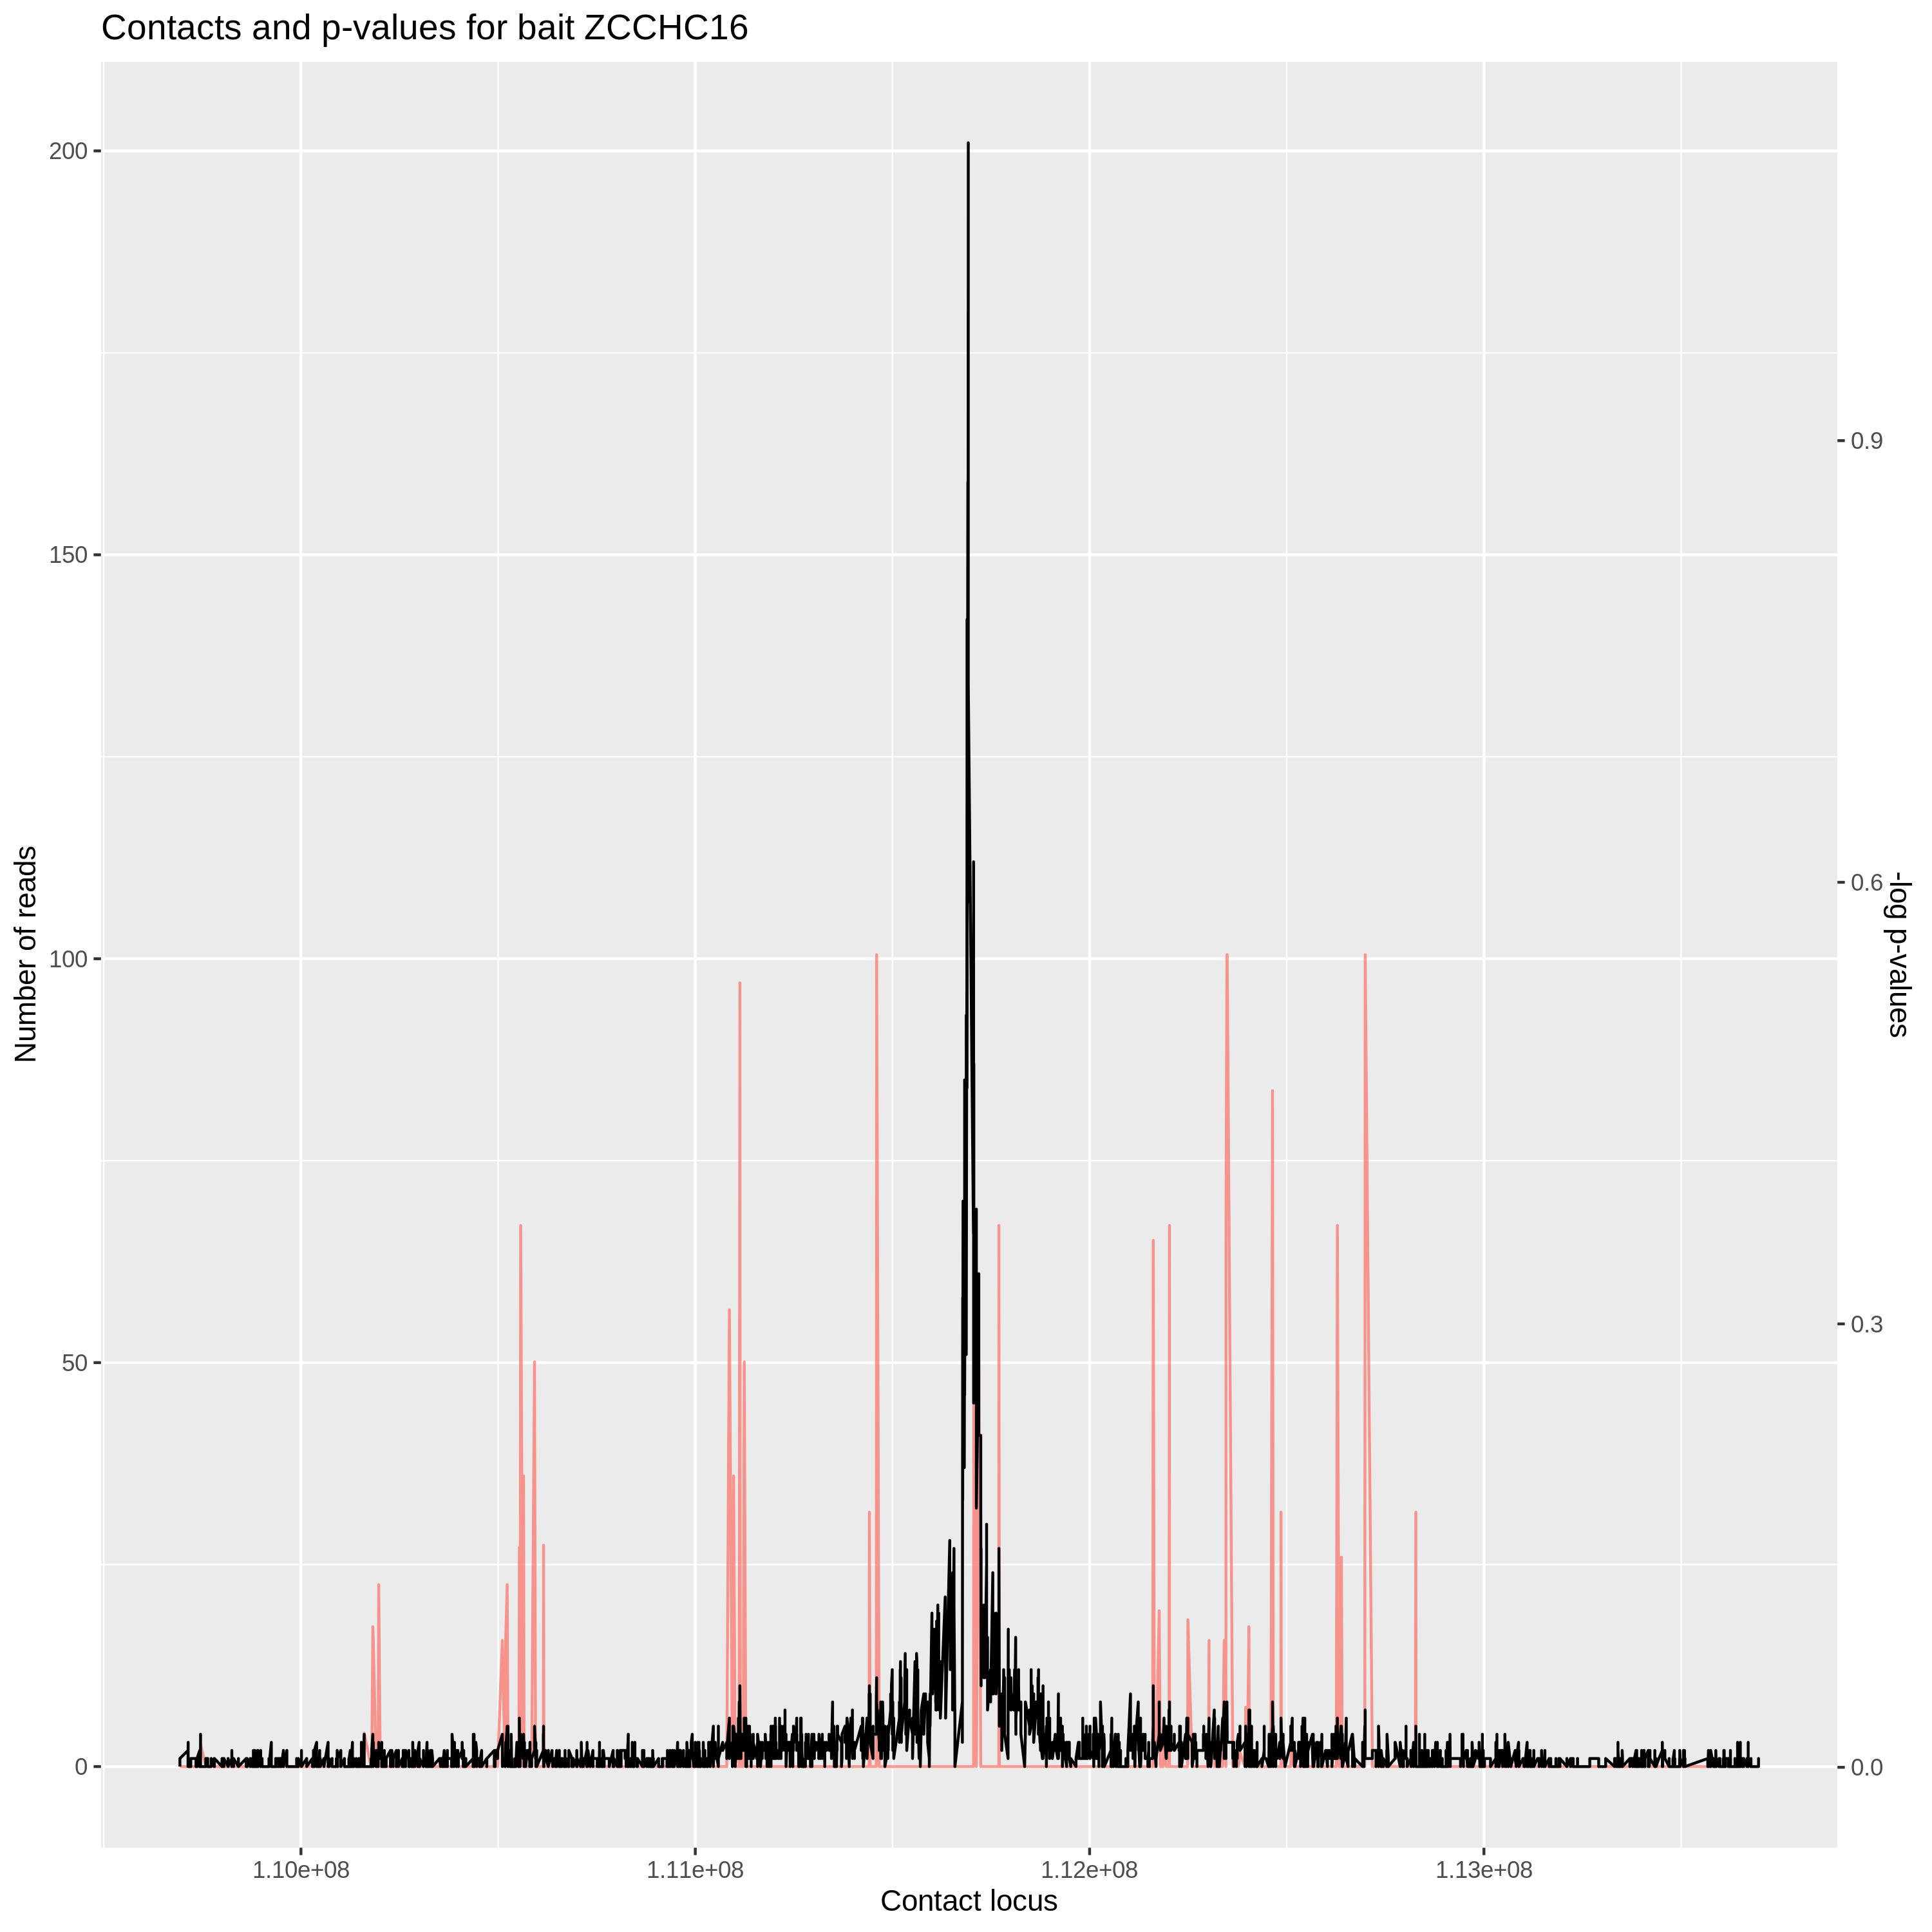 Contacts and p-values for bait ZCCHC16
200
150
100
50
0
Number of reads
0.9
0.6
0.3
0.0
-log p-values
1.10e+08
1.11e+08
1.12e+08
1.13e+08
Contact locus